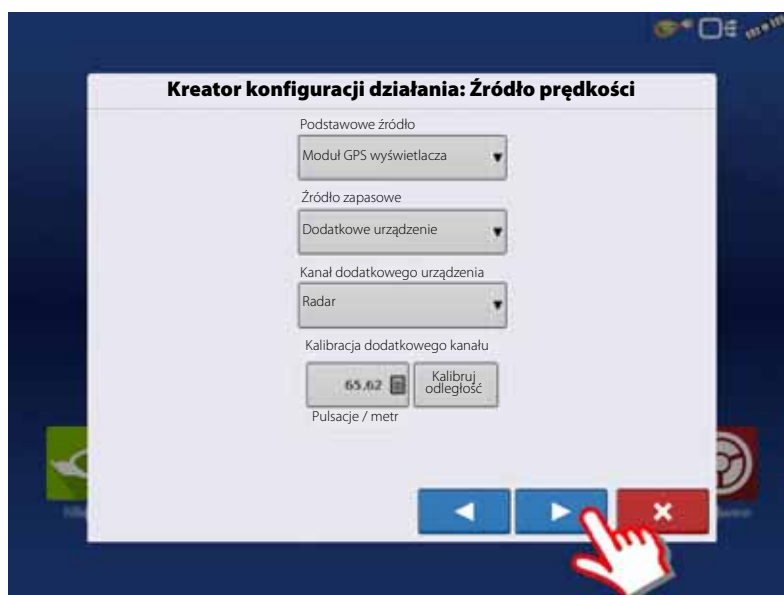 Kreator konfiguracji działania: Źródło prędkości
Podstawowe źródło
Moduł GPS wyświetlacza
Źródło zapasowe
Dodatkowe urządzenie
Kanał dodatkowego urządzenia
Radar
Kalibracja dodatkowego kanału
65.62
Kalibruj
odległość
Pulsacje / metr